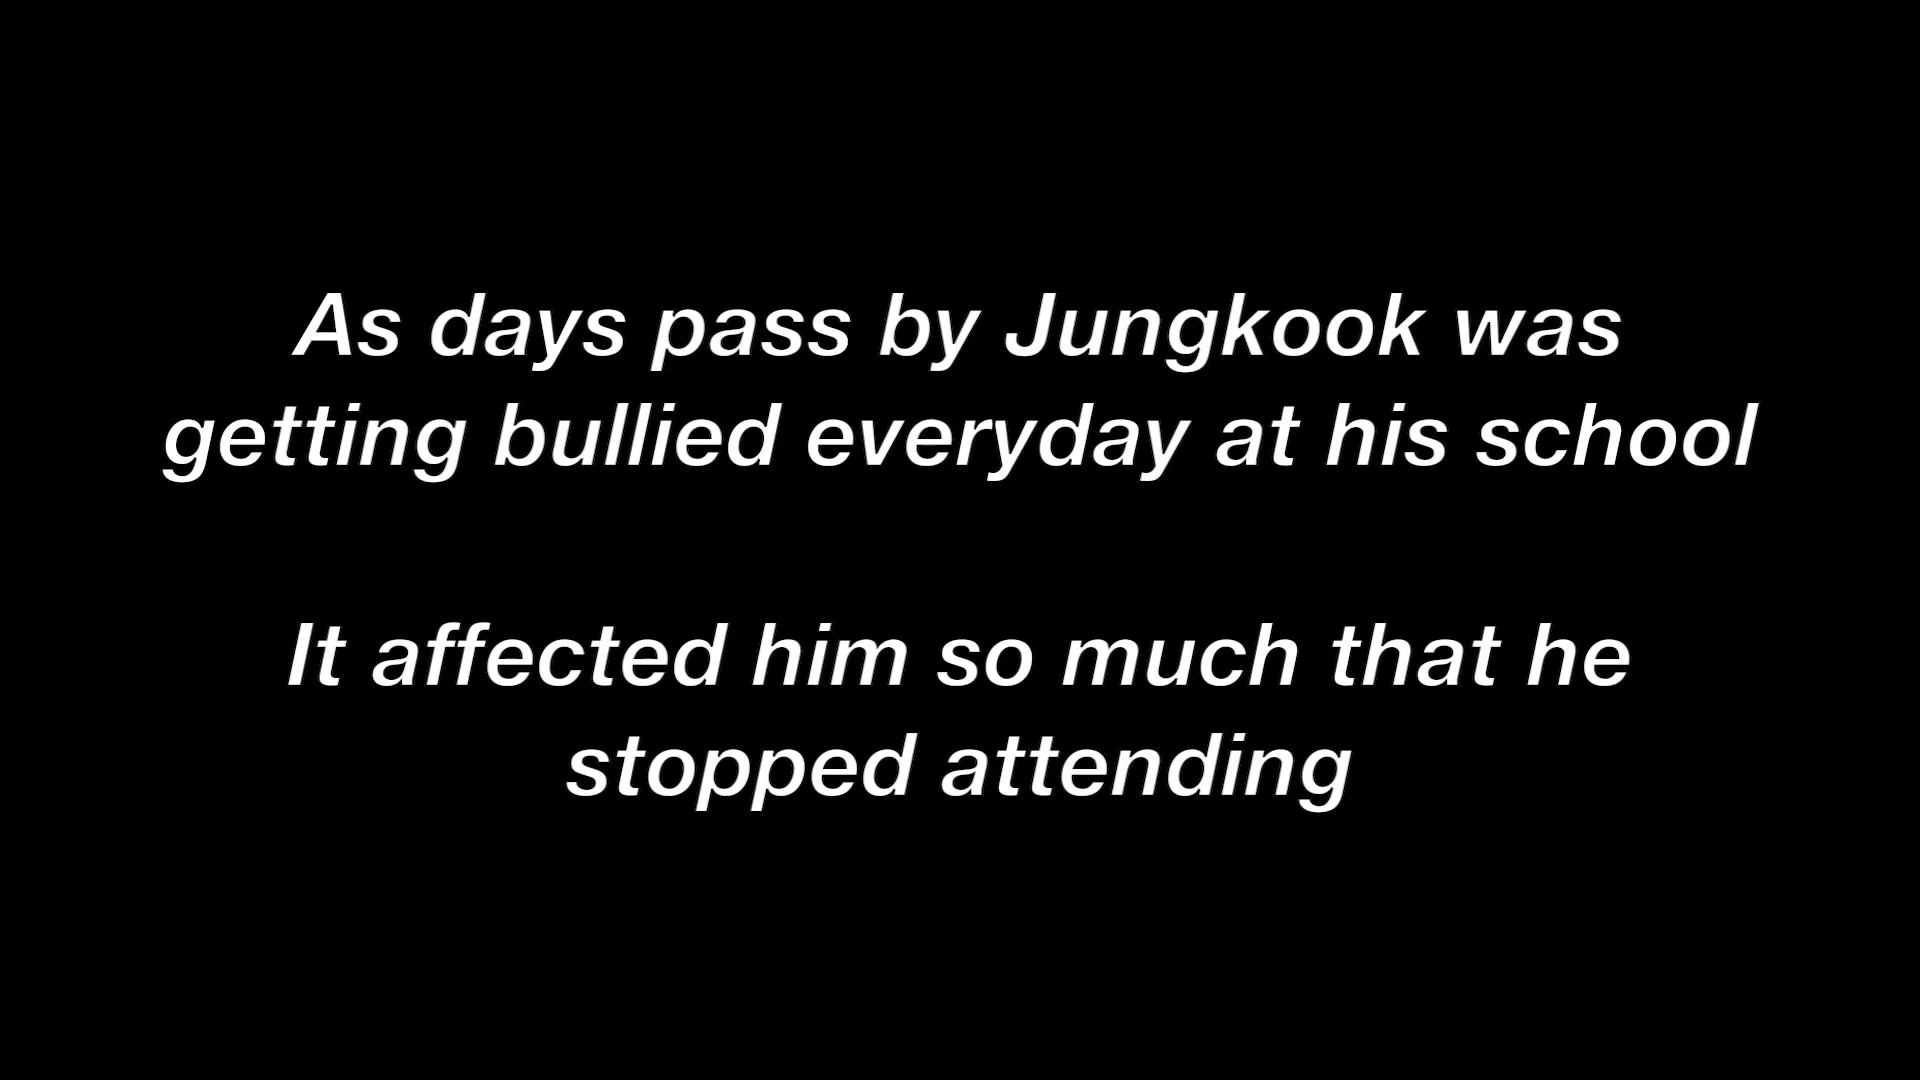 As days pass by Jungkook was
getting bullied everyday at his school
It affected him so much that he
stopped attending